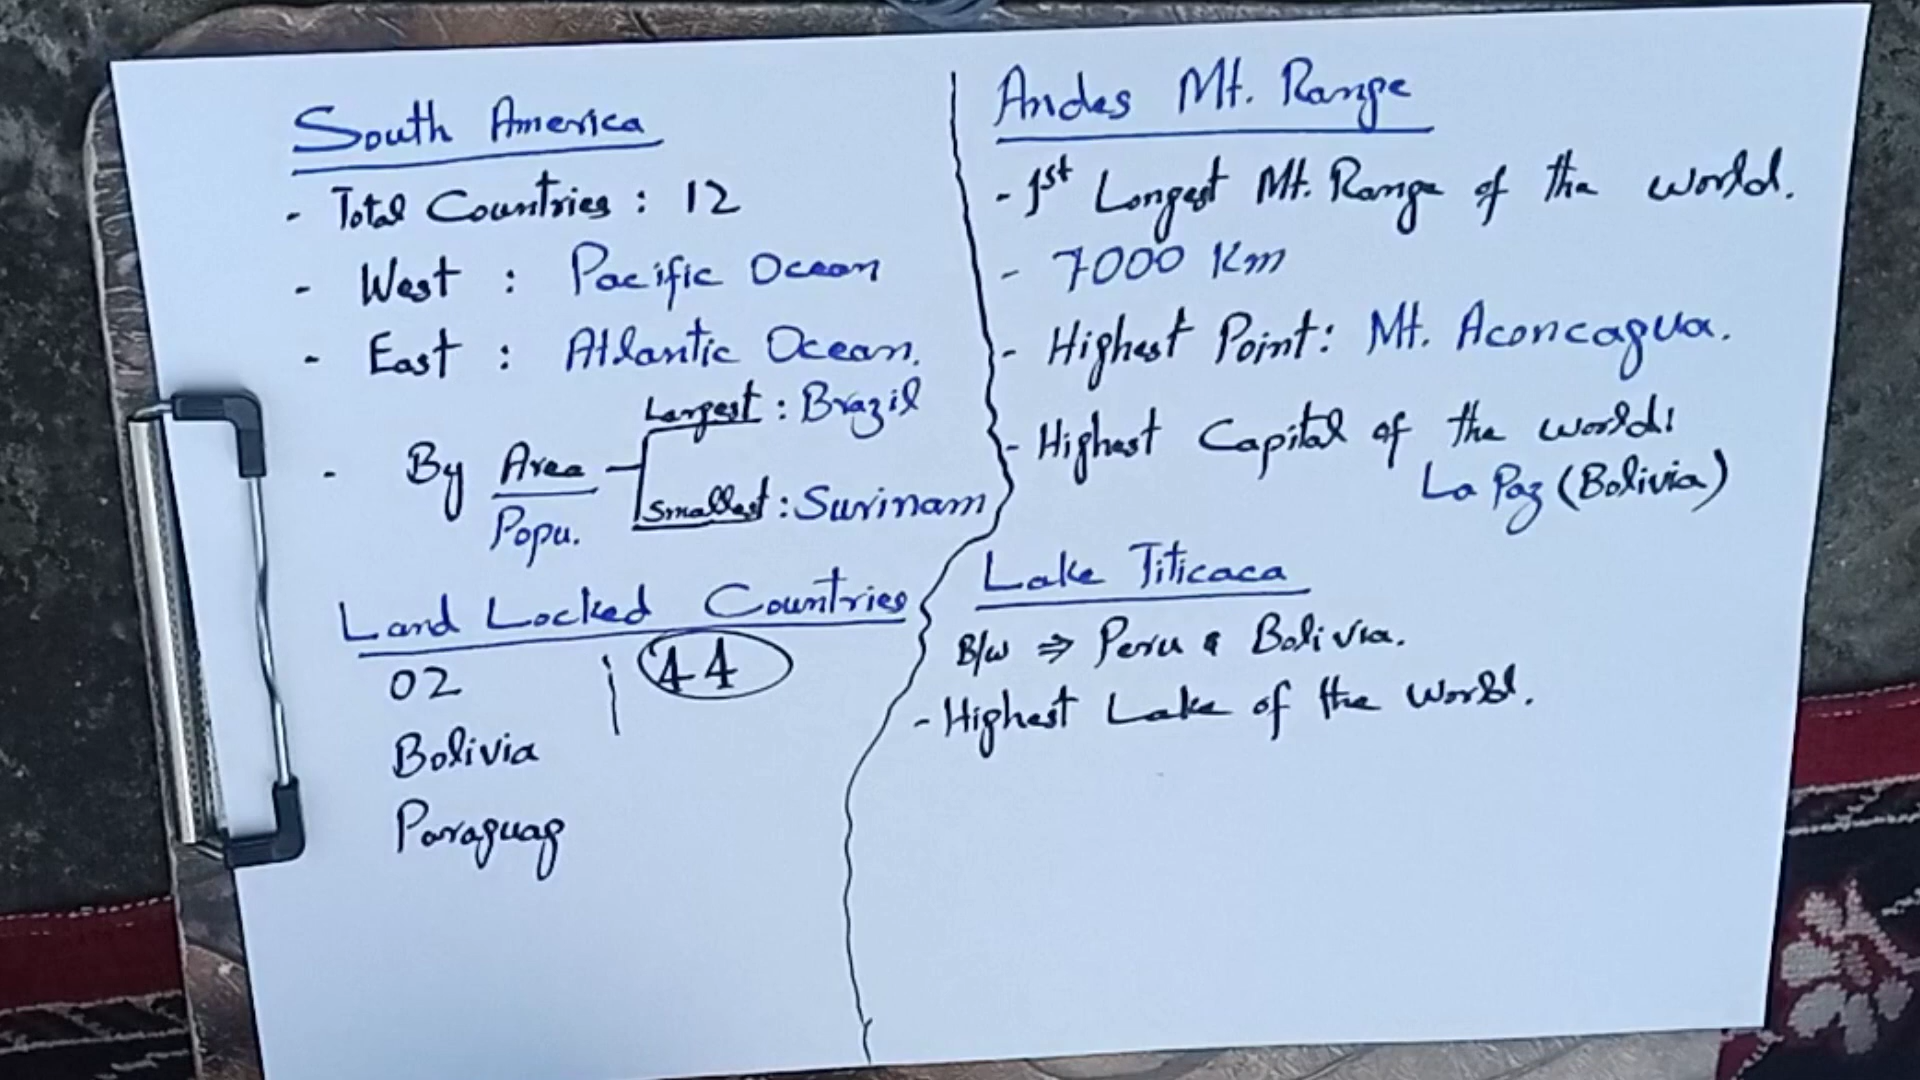 South America
- Total Countries : 12
- West : Pacific Ocean
- East : Atlantic Ocean.
Largest : Brazil
- By Area
Popu.
Smallest : Surinam
Land Locked Countries
02 | 44
Bolivia
Paraguay
Andes Mt. Range
- 1st Longest Mt. Range of the world.
- 7000 Km
- Highest Point: Mt. Aconcagua.
- Highest Capital of the world:
La Paz (Bolivia)
Lake Titicaca
B/w ⇒ Peru & Bolivia.
- Highest Lake of the World.